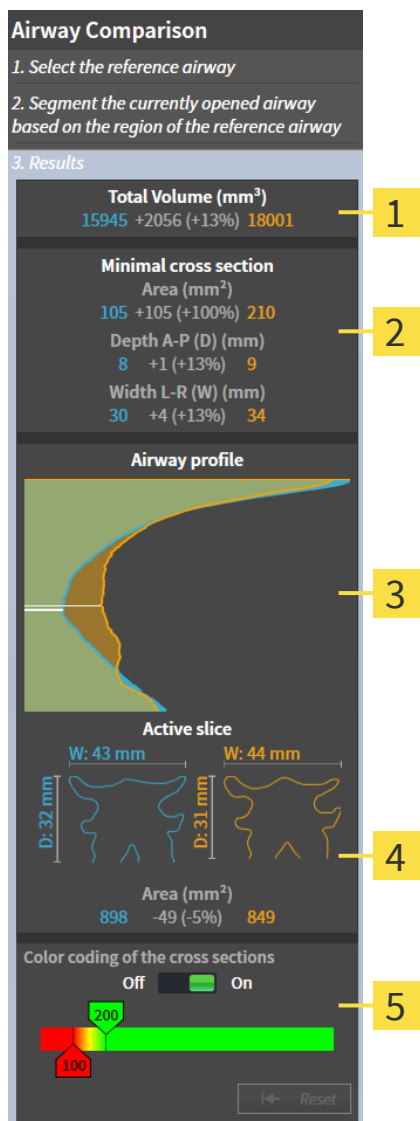 Airway Comparison
1. Select the reference airway
2. Segment the currently opened airway
based on the region of the reference airway
3. Results
Total Volume (mm³)
15945 +2056 (+13%) 18001
1
Minimal cross section
Area (mm²)
105 +105 (+100%) 210
2
Depth A-P (D) (mm)
8 +1 (+13%) 9
Width L-R (W) (mm)
30 +4 (+13%) 34
Airway profile
3
Active slice
W: 43 mm W: 44 mm
D: 32 mm D: 31 mm
4
Area (mm²)
898 -49 (-5%) 849
Color coding of the cross sections
Off On
5
200
100
Reset